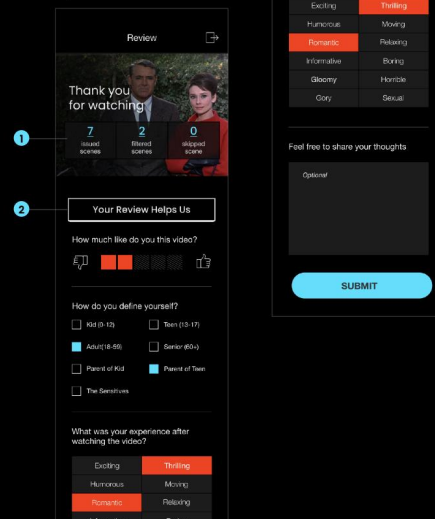 Review
Thank you
for watching
1
7
2
0
issued
scenes
filtered
scenes
skipped
scene
2
Your Review Helps Us
How much like do you this video?
How do you define yourself?
Kid (0-12)
Teen (13-17)
Adult(18-59)
Senior (60+)
Parent of Kid
Parent of Teen
The Sensitives
What was your experience after
watching the video?
Exciting
Thrilling
Humorous
Moving
Romantic
Relaxing
Exciting
Thrilling
Humorous
Moving
Romantic
Relaxing
Informative
Boring
Gloomy
Horrible
Gory
Sexual
Feel free to share your thoughts
Optional
SUBMIT